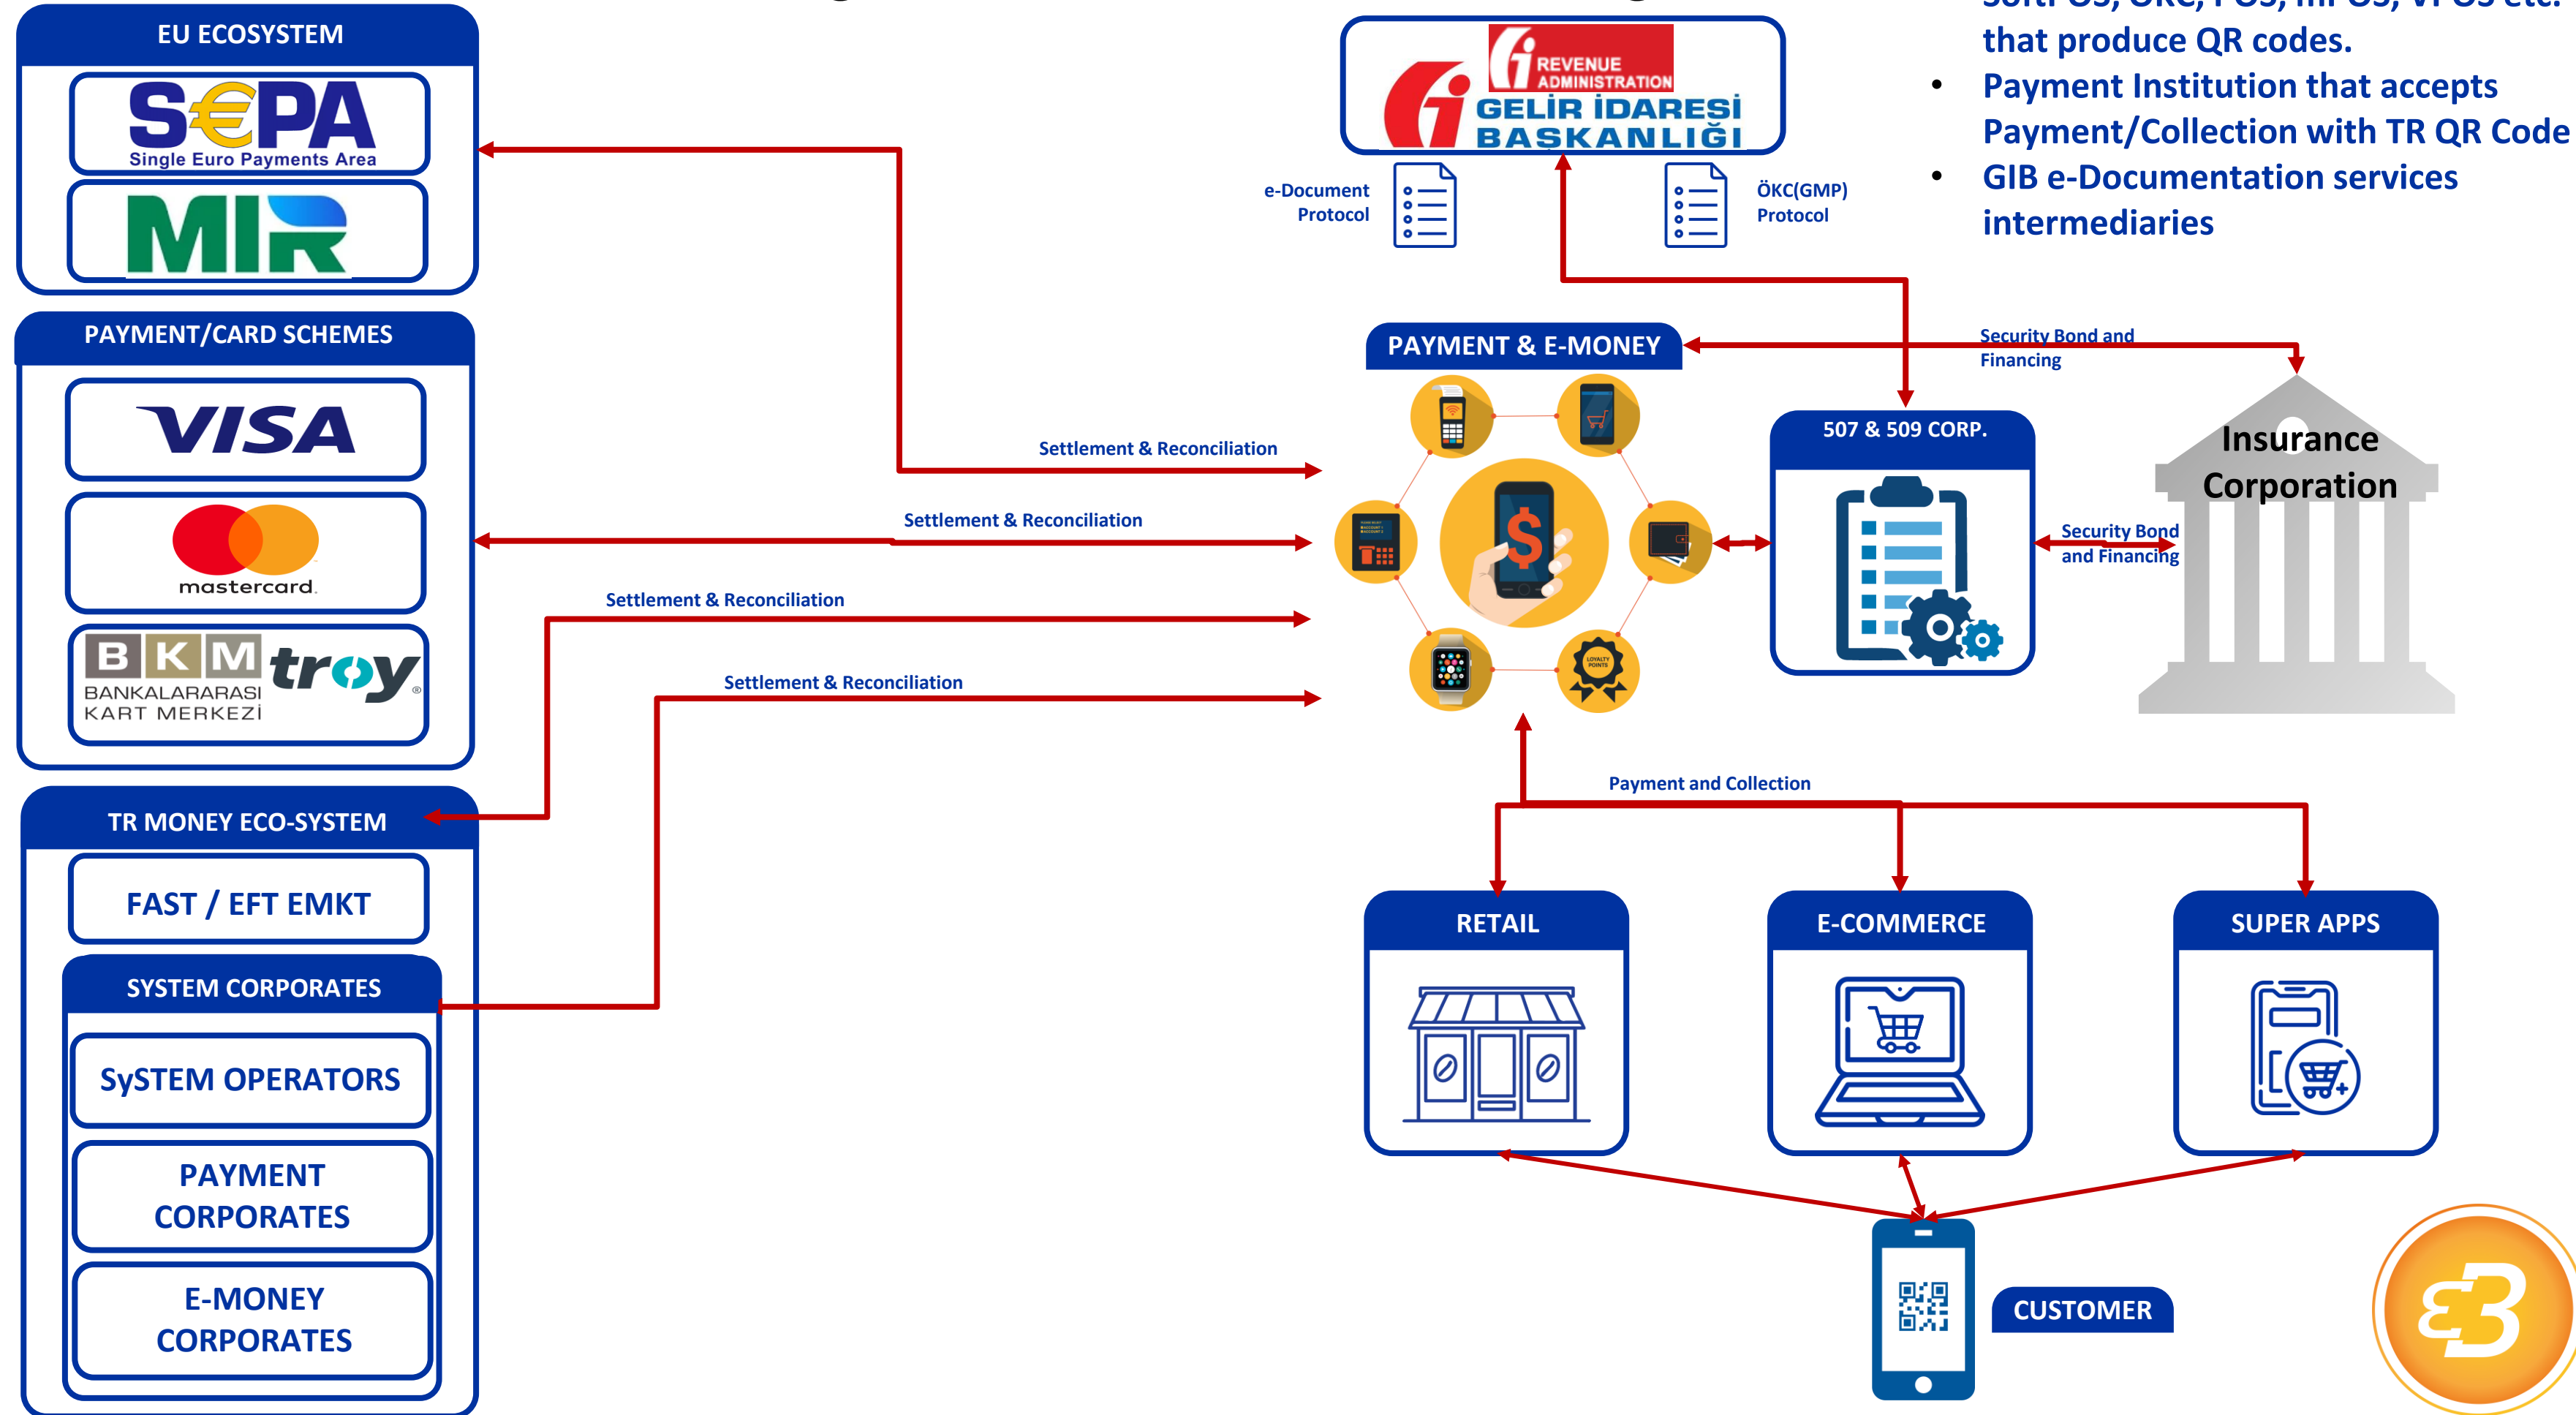 EU ECOSYSTEM
S€PA
Single Euro Payments Area
MIR
PAYMENT/CARD SCHEMES
VISA
mastercard.
BKM
BANKALARARASI
KART MERKEZİ
troy
TR MONEY ECO-SYSTEM
FAST / EFT EMKT
SYSTEM CORPORATES
SySTEM OPERATORS
PAYMENT
CORPORATES
E-MONEY
CORPORATES
Settlement & Reconciliation
Settlement & Reconciliation
Settlement & Reconciliation
Settlement & Reconciliation
REVENUE
ADMINISTRATION
GELİR İDARESİ
BAŞKANLIĞI
e-Document
Protocol
ÖKC(GMP)
Protocol
that produce QR codes.
• Payment Institution that accepts
Payment/Collection with TR QR Code
• GIB e-Documentation services
intermediaries
PAYMENT & E-MONEY
Security Bond and
Financing
LOYALTY
POINTS
507 & 509 CORP.
Security Bond
and Financing
Insurance
Corporation
Payment and Collection
RETAIL
E-COMMERCE
SUPER APPS
CUSTOMER